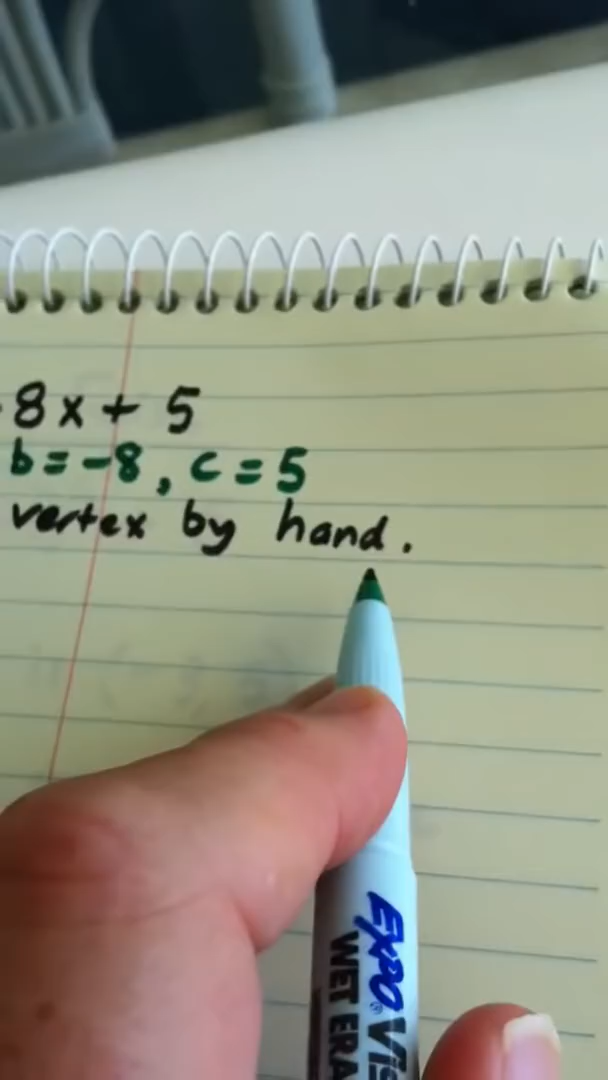 - 8x + 5
b = -8, c = 5
vertex by hand.
EXPO® Vis
WET ERA